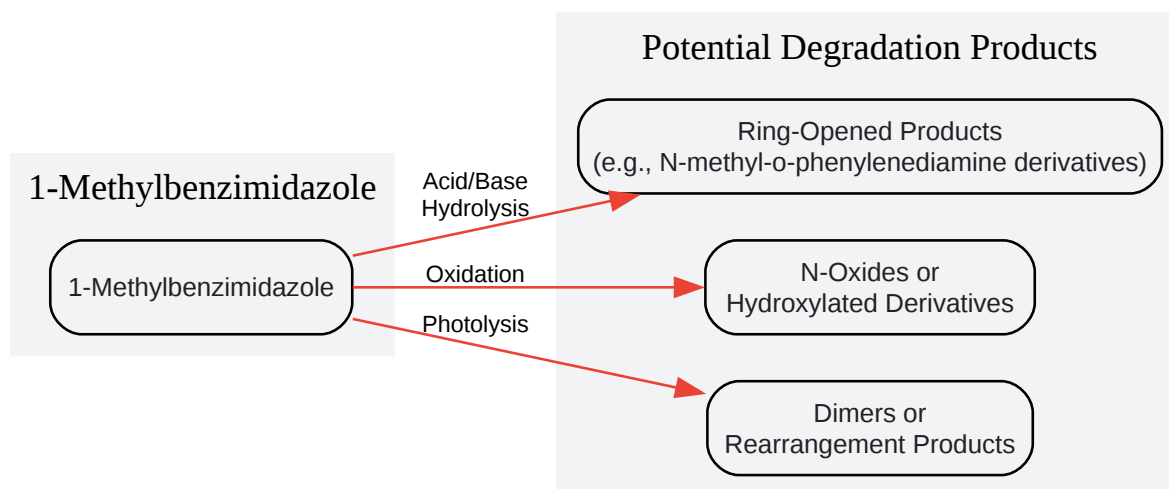 Potential Degradation Products
Ring-Opened Products
(e.g., N-methyl-o-phenylenediamine derivatives)
1-Methylbenzimidazole
Acid/Base
Hydrolysis
1-Methylbenzimidazole
Oxidation
N-Oxides or
Hydroxylated Derivatives
Photolysis
Dimers or
Rearrangement Products